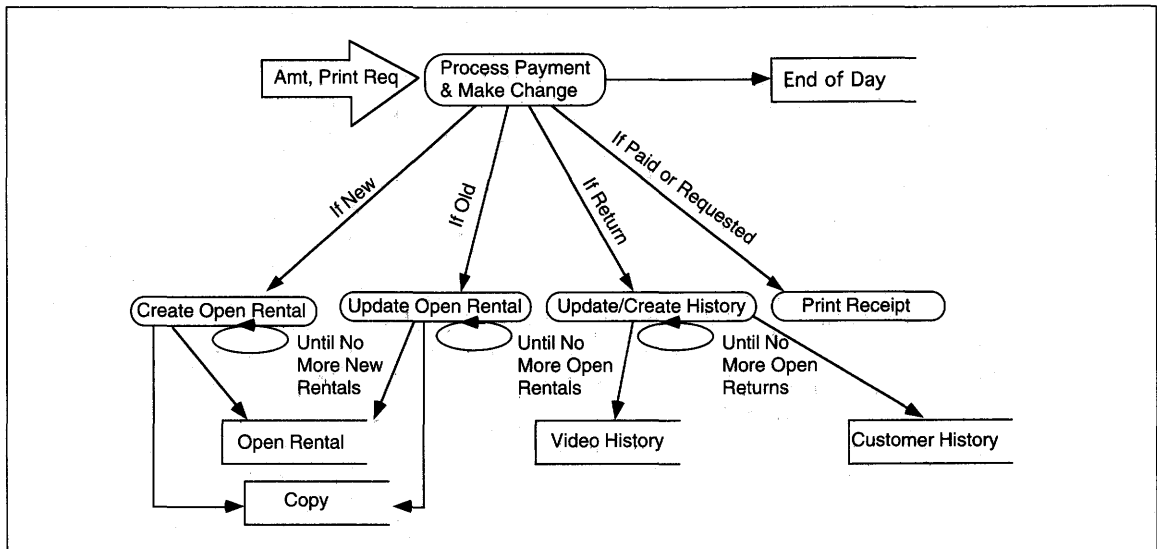 Amt, Print Req
Process Payment
& Make Change
End of Day
If New
If Old
If Return
If Paid or Requested
Create Open Rental
Update Open Rental
Update/Create History
Print Receipt
Until No
More New
Rentals
Until No
More Open
Rentals
Until No
More Open
Returns
Open Rental
Video History
Customer History
Copy